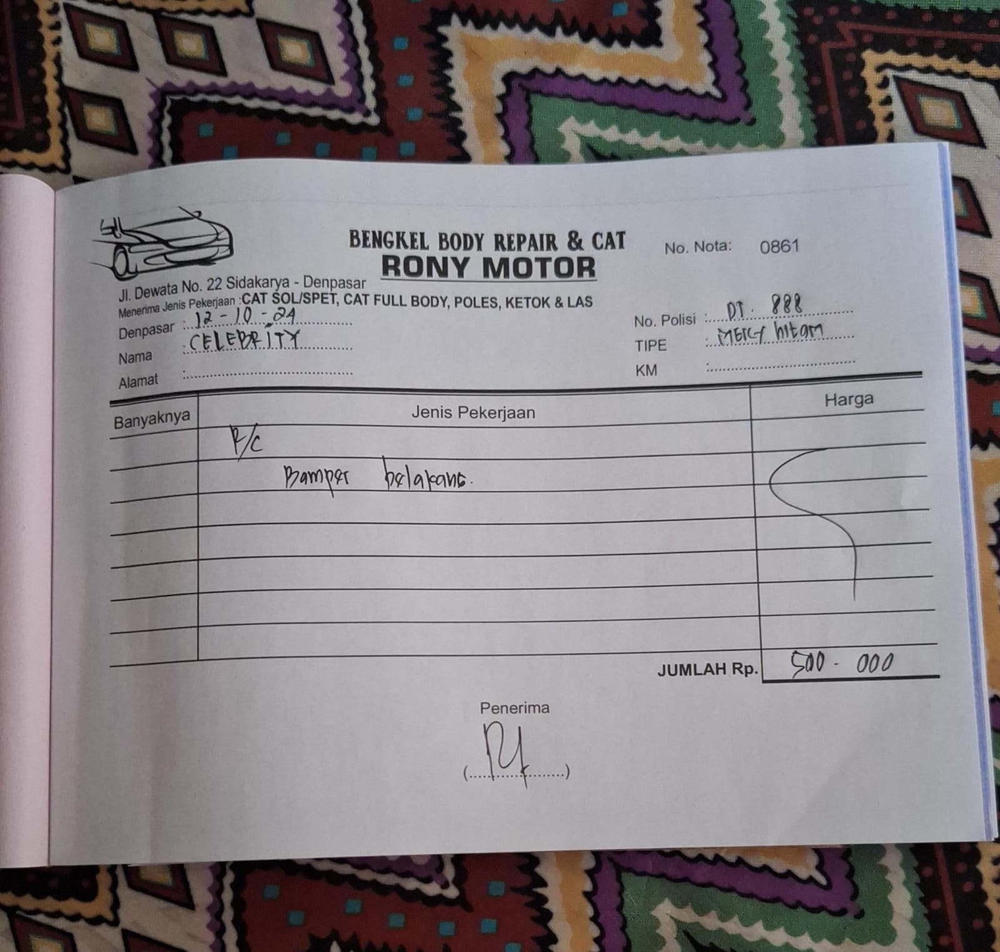 BENGKEL BODY REPAIR & CAT
RONY MOTOR
No. Nota: 0861
Jl. Dewata No. 22 Sidakarya - Denpasar
Menerima Jenis Pekerjaan :CAT SOL/SPET, CAT FULL BODY, POLES, KETOK & LAS
Denpasar : 12-10-24
Nama : CELEBRITY
Alamat :
No. Polisi : DT. 888
TIPE : MERCY hitam
KM :
Banyaknya Jenis Pekerjaan Harga
R/C
Bamper belakang.
JUMLAH Rp. 500-000
Penerima
(....................)